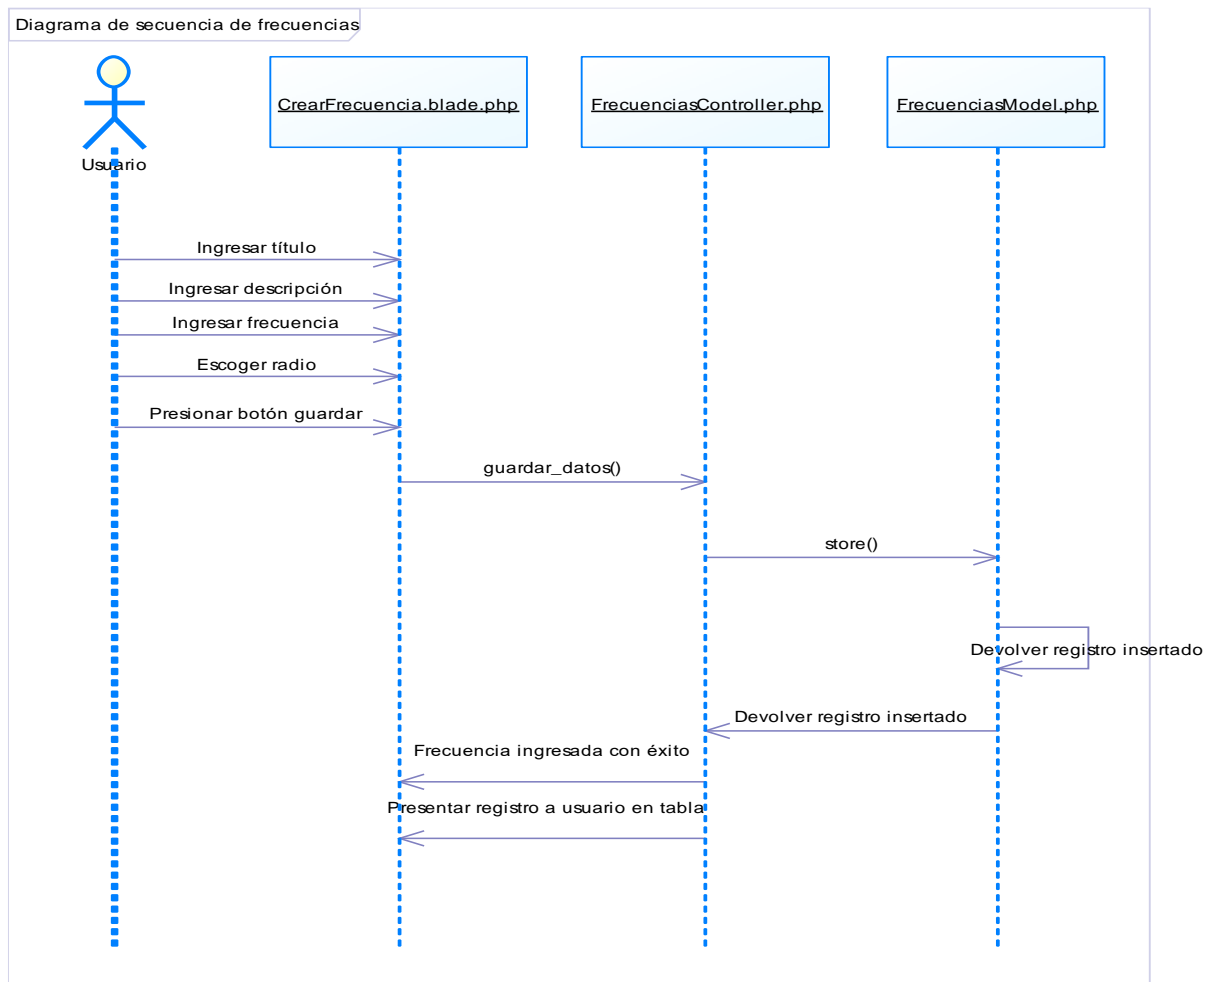 Diagrama de secuencia de frecuencias
CrearFrecuencia.blade.php
FrecuenciasController.php
FrecuenciasModel.php
Usuario
Ingresar título
Ingresar descripción
Ingresar frecuencia
Escoger radio
Presionar botón guardar
guardar_datos()
store()
Devolver registro insertado
Devolver registro insertado
Frecuencia ingresada con éxito
Presentar registro a usuario en tabla